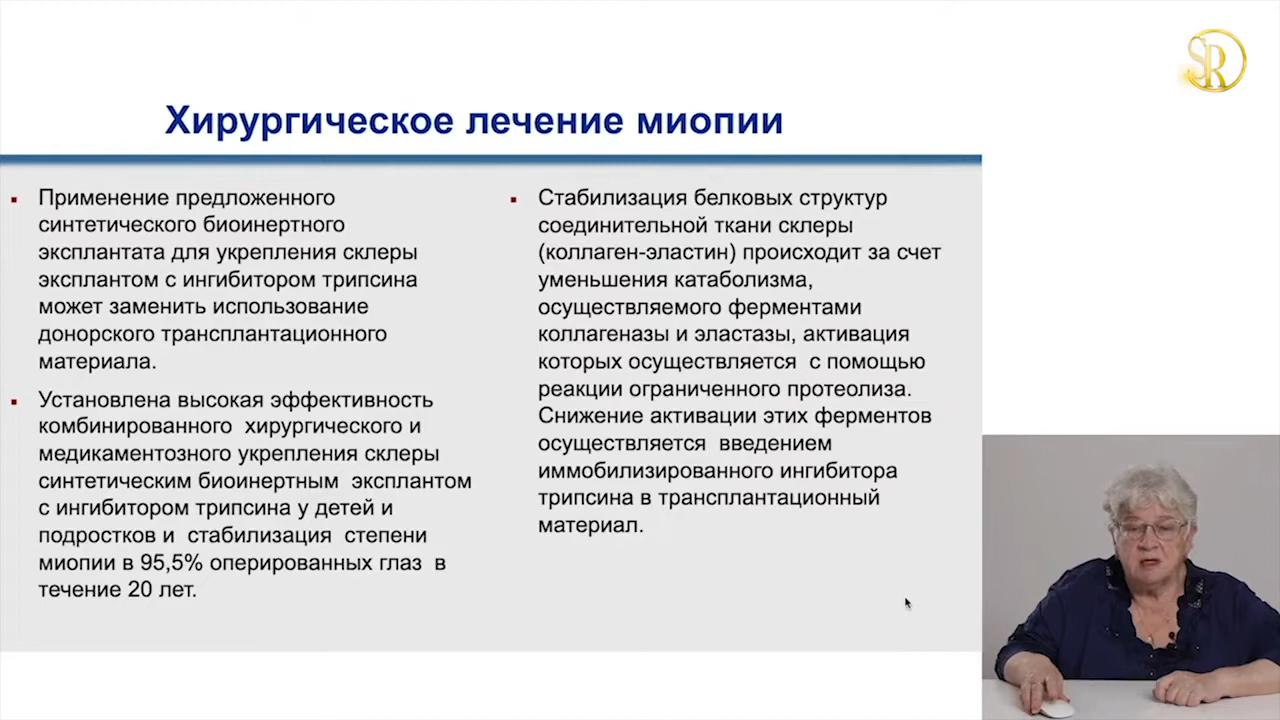 SR
Хирургическое лечение миопии
Применение предложенного
синтетического биоинертного
эксплантата для укрепления склеры
эксплантом с ингибитором трипсина
может заменить использование
донорского трансплантационного
материала.
Установлена высокая эффективность
комбинированного хирургического и
медикаментозного укрепления склеры
синтетическим биоинертным эксплантом
с ингибитором трипсина у детей и
подростков и стабилизация степени
миопии в 95,5% оперированных глаз в
течение 20 лет.
Стабилизация белковых структур
соединительной ткани склеры
(коллаген-эластин) происходит за счет
уменьшения катаболизма,
осуществляемого ферментами
коллагеназы и эластазы, активация
которых осуществляется с помощью
реакции ограниченного протеолиза.
Снижение активации этих ферментов
осуществляется введением
иммобилизированного ингибитора
трипсина в трансплантационный
материал.